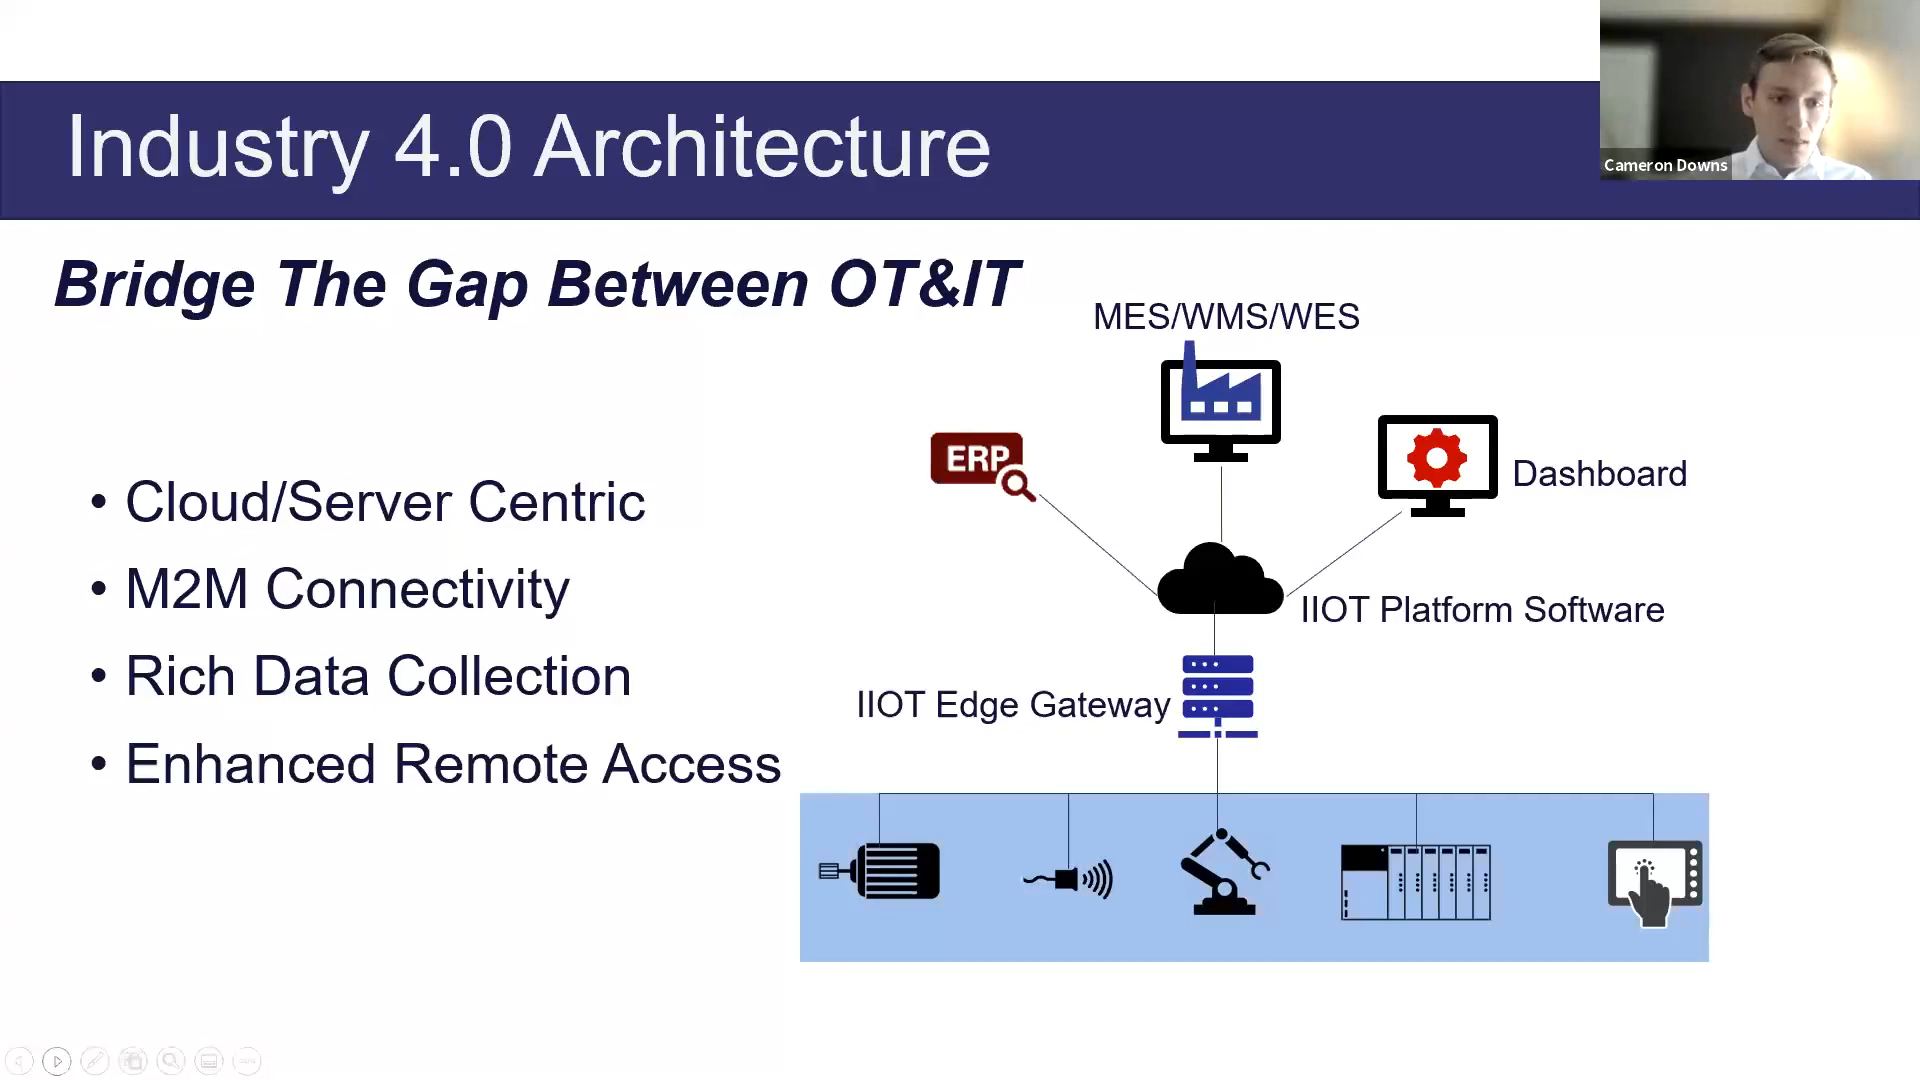 Industry 4.0 Architecture
Cameron Downs
Bridge The Gap Between OT&IT
MES/WMS/WES
ERP
Dashboard
• Cloud/Server Centric
• M2M Connectivity
• Rich Data Collection
• Enhanced Remote Access
IIOT Platform Software
IIOT Edge Gateway